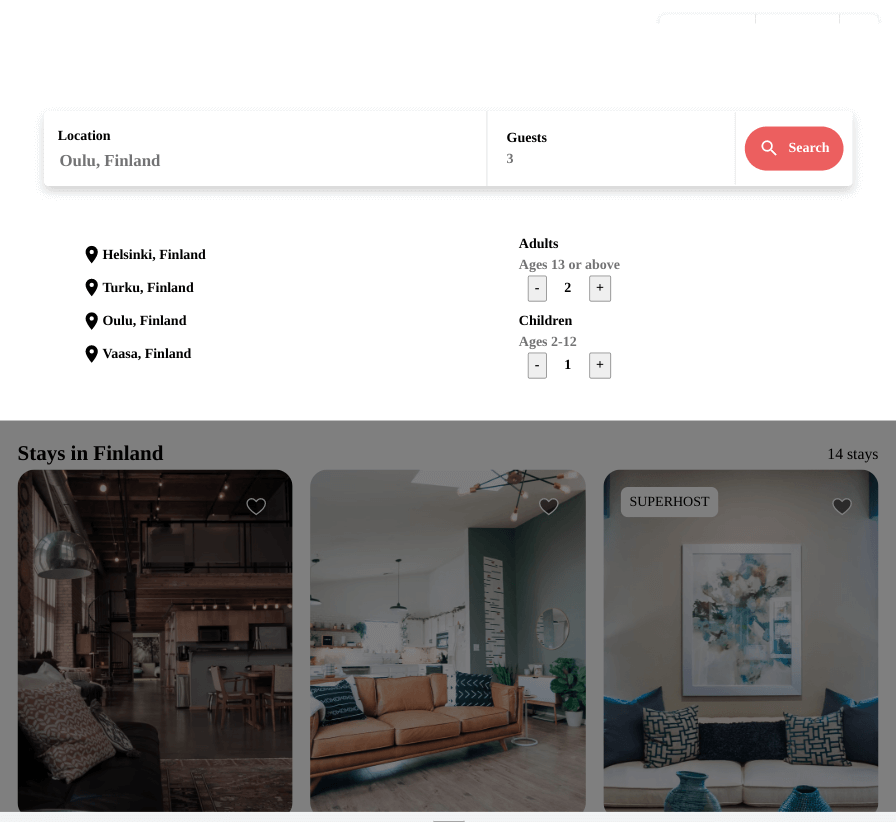 Location
Oulu, Finland
Guests
3
Search
Helsinki, Finland
Turku, Finland
Oulu, Finland
Vaasa, Finland
Adults
Ages 13 or above
- 2 +
Children
Ages 2-12
- 1 +
Stays in Finland
14 stays
SUPERHOST